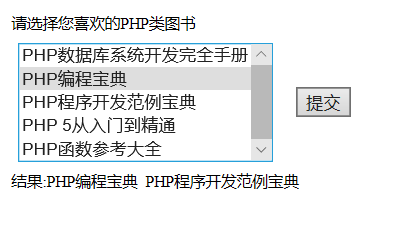 请选择您喜欢的PHP类图书
PHP数据库系统开发完全手册
PHP编程宝典
PHP程序开发范例宝典
提交
PHP 5从入门到精通
PHP函数参考大全
结果:PHP编程宝典 PHP程序开发范例宝典